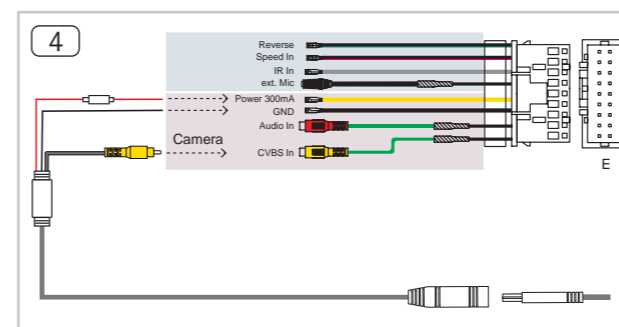 4
Reverse
Speed In
IR In
ext. Mic
Power 300mA
GND
Audio In
Camera
CVBS In
E